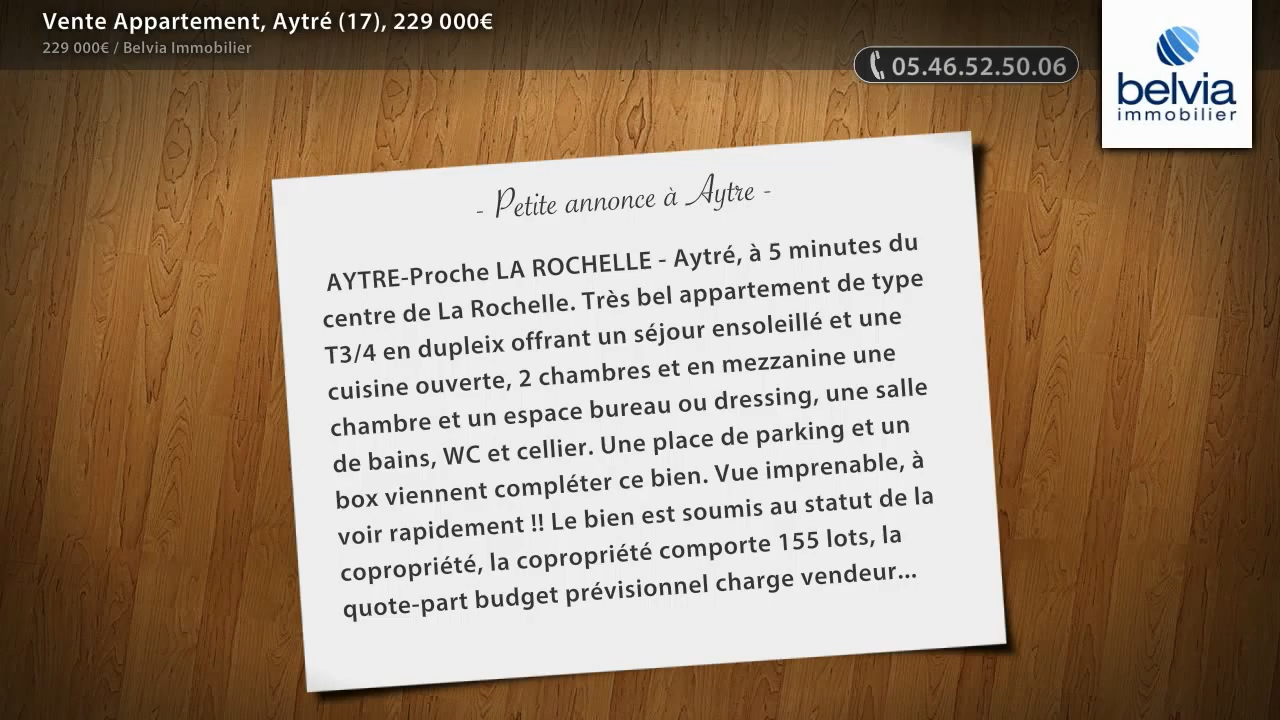 Vente Appartement, Aytré (17), 229 000€
229 000€ / Belvia Immobilier
05.46.52.50.06
belvia
immobilier
- Petite annonce à Aytre -
AYTRE-Proche LA ROCHELLE - Aytré, à 5 minutes du
centre de La Rochelle. Très bel appartement de type
T3/4 en dupleix offrant un séjour ensoleillé et une
cuisine ouverte, 2 chambres et en mezzanine une
chambre et un espace bureau ou dressing, une salle
de bains, WC et cellier. Une place de parking et un
box viennent compléter ce bien. Vue imprenable, à
voir rapidement !! Le bien est soumis au statut de la
copropriété, la copropriété comporte 155 lots, la
quote-part budget prévisionnel charge vendeur...